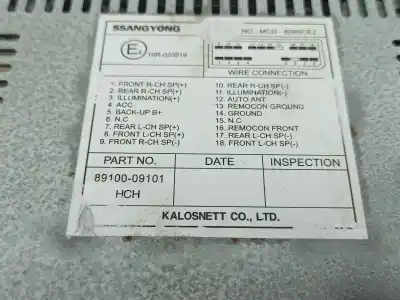 SSANGYONG
NO. MCD - 8000CEZ
E 10R-020519
WIRE CONNECTION
1. FRONT R-CH SP(+)
2. REAR R-CH SP(+)
3. ILLUMINATION(+)
4. ACC
5. BACK-UP B+
6. N.C
7. REAR L-CH SP(+)
8. FRONT L-CH SP(+)
9. FRONT R-CH SP(-)
10. REAR R-CH SP(-)
11. ILLUMINATION(-)
12. AUTO ANT
13. REMOCON GROUND
14. GROUND
15. N.C
16. REMOCON FRONT
17. REAR L-CH SP(-)
18. FRONT L-CH SP(-)
PART NO. DATE INSPECTION
89100-09101
HCH
KALOSNETT CO., LTD.